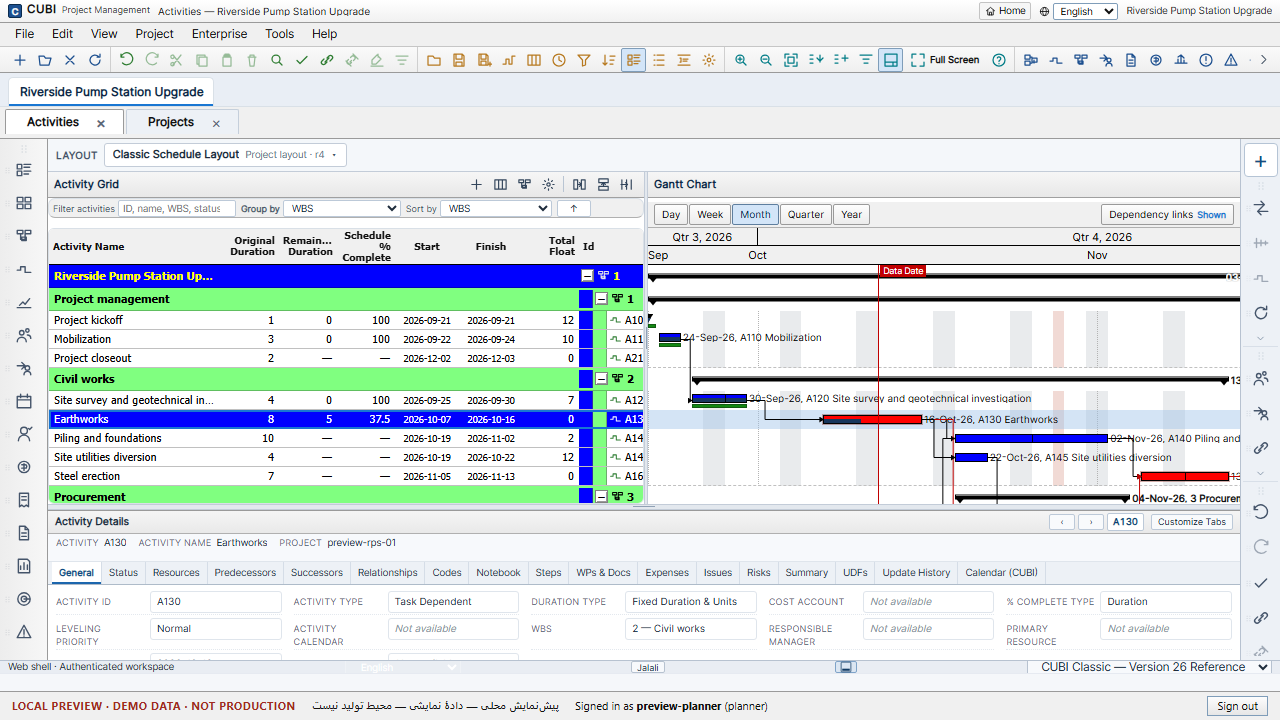 CUBI Project Management Activities — Riverside Pump Station Upgrade Home English Riverside Pump Station Upgrade
File Edit View Project Enterprise Tools Help
Full Screen
Riverside Pump Station Upgrade
Activities Projects
LAYOUT Classic Schedule Layout Project layout · r4
Activity Grid
Gantt Chart
Filter activities ID, name, WBS, status Group by WBS Sort by WBS
Day Week Month Quarter Year Dependency links Shown
Activity Name Original Duration Remain... Duration Schedule % Complete Start Finish Total Float Id
Qtr 3, 2026 Qtr 4, 2026
Sep Oct Nov
Data Date
Riverside Pump Station Up... 1
Project management 1
Project kickoff 1 0 100 2026-09-21 2026-09-21 12 A10
Mobilization 3 0 100 2026-09-22 2026-09-24 10 A11
24-Sep-26, A110 Mobilization
Project closeout 2 — — 2026-12-02 2026-12-03 0 A21
Civil works 2
13
Site survey and geotechnical in... 4 0 100 2026-09-25 2026-09-30 7 A12
30-Sep-26, A120 Site survey and geotechnical investigation
Earthworks 8 5 37.5 2026-10-07 2026-10-16 0 A13
16-Oct-26, A130 Earthworks
Piling and foundations 10 — — 2026-10-19 2026-11-02 2 A14
02-Nov-26, A140 Piling and
Site utilities diversion 4 — — 2026-10-19 2026-10-22 12 A14
22-Oct-26, A145 Site utilities diversion
Steel erection 7 — — 2026-11-05 2026-11-13 0 A16
13
Procurement 3
04-Nov-26, 3 Procurem
Activity Details A130 Customize Tabs
ACTIVITY A130 ACTIVITY NAME Earthworks PROJECT preview-rps-01
General Status Resources Predecessors Successors Relationships Codes Notebook Steps WPs & Docs Expenses Issues Risks Summary UDFs Update History Calendar (CUBI)
ACTIVITY ID A130 ACTIVITY TYPE Task Dependent DURATION TYPE Fixed Duration & Units COST ACCOUNT Not available % COMPLETE TYPE Duration
LEVELING PRIORITY Normal ACTIVITY CALENDAR Not available WBS 2 — Civil works RESPONSIBLE MANAGER Not available PRIMARY RESOURCE Not available
Web shell · Authenticated workspace English Jalali CUBI Classic — Version 26 Reference
LOCAL PREVIEW · DEMO DATA · NOT PRODUCTION پیش‌نمایش محلی — دادهٔ نمایشی — محیط تولید نیست Signed in as preview-planner (planner) Sign out